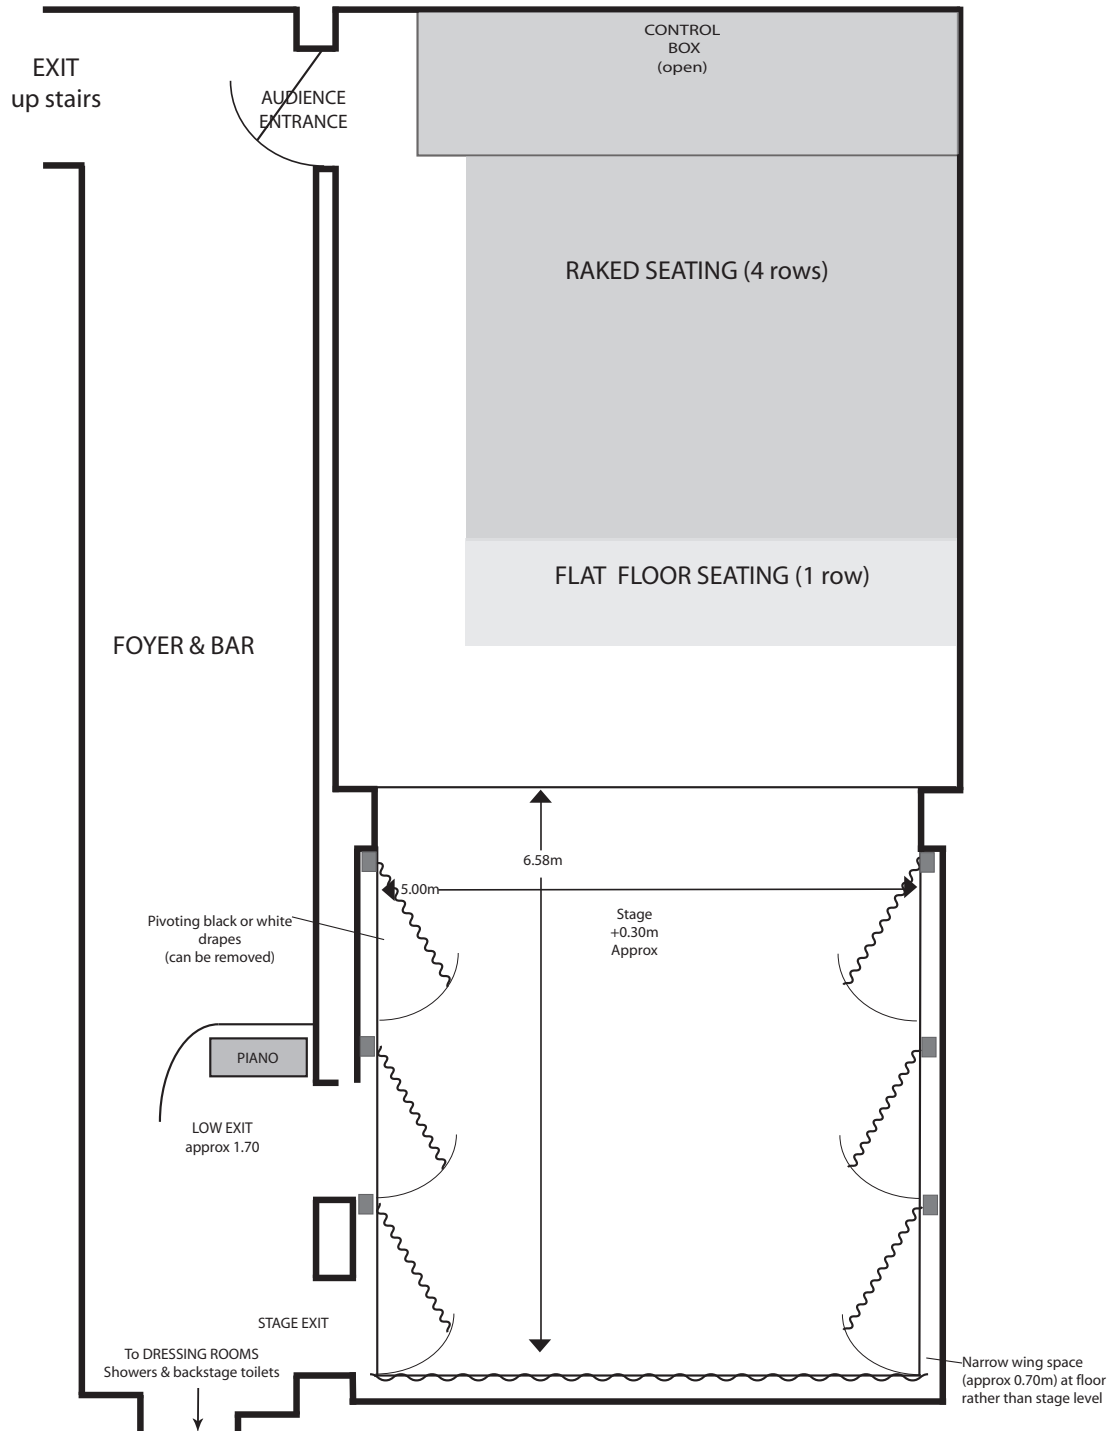 CONTROL
BOX
(open)
EXIT
up stairs
AUDIENCE
ENTRANCE
RAKED SEATING (4 rows)
FLAT FLOOR SEATING (1 row)
FOYER & BAR
6.58m
5.00m
Stage
+0.30m
Approx
Pivoting black or white
drapes
(can be removed)
PIANO
LOW EXIT
approx 1.70
STAGE EXIT
To DRESSING ROOMS
Showers & backstage toilets
Narrow wing space
(approx 0.70m) at floor
rather than stage level